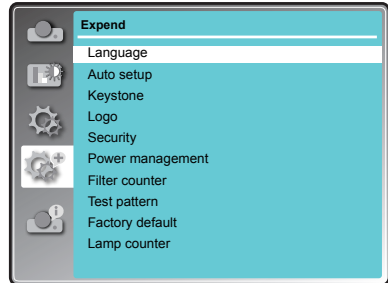 Expend
Language
Auto setup
Keystone
Logo
Security
Power management
Filter counter
Test pattern
Factory default
Lamp counter